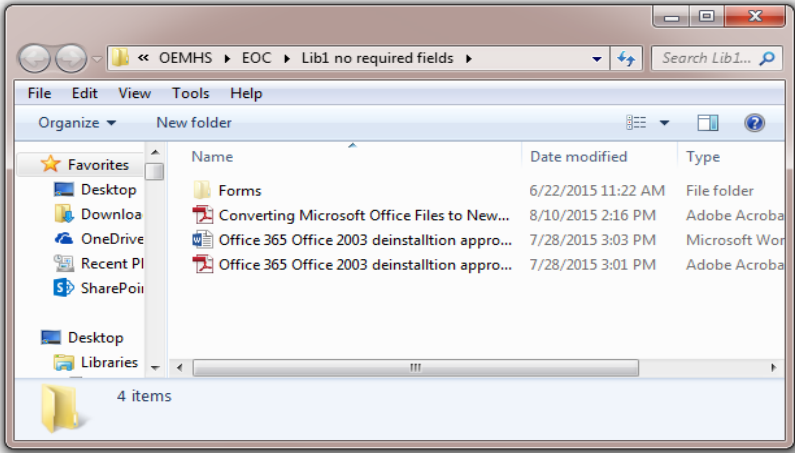 « OEMHS ▸ EOC ▸ Lib1 no required fields ▸ Search Lib1...
File Edit View Tools Help
Organize ▾ New folder
Favorites
Desktop
Downloa
OneDrive
Recent Pl
SharePoi
Desktop
Libraries
Name Date modified Type
Forms 6/22/2015 11:22 AM File folder
Converting Microsoft Office Files to New... 8/10/2015 2:16 PM Adobe Acroba
Office 365 Office 2003 deinstalltion appro... 7/28/2015 3:03 PM Microsoft Wor
Office 365 Office 2003 deinstalltion appro... 7/28/2015 3:01 PM Adobe Acroba
4 items